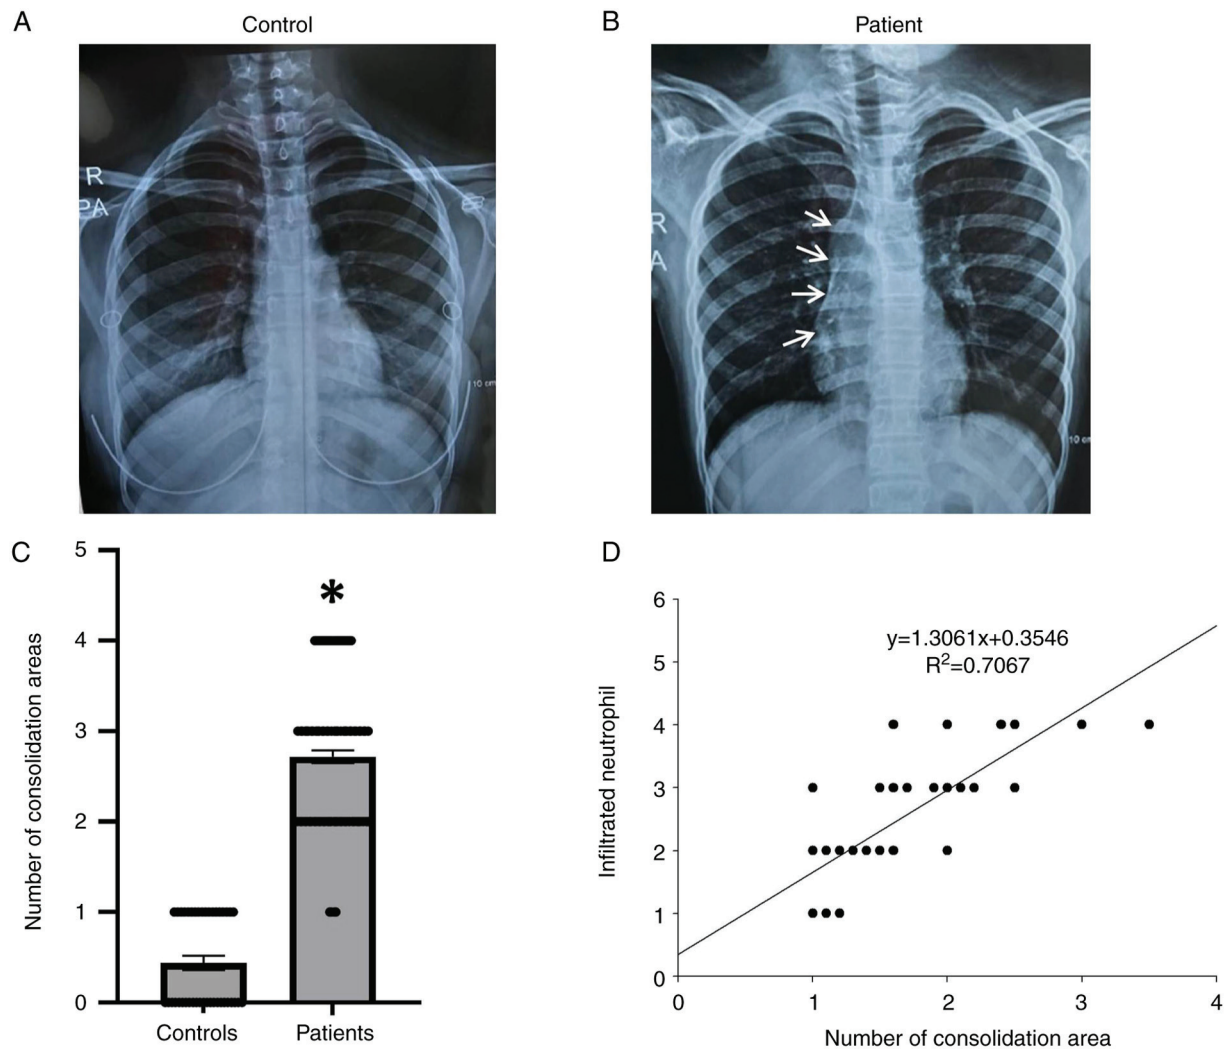 A
Control
B
Patient
R
PA
10 cm
R
A
10 cm
C
Number of consolidation areas
5
4
3
2
1
0
*
Controls
Patients
D
Infiltrated neutrophil
6
5
4
3
2
1
0
y=1.3061x+0.3546
R²=0.7067
0
1
2
3
4
Number of consolidation area